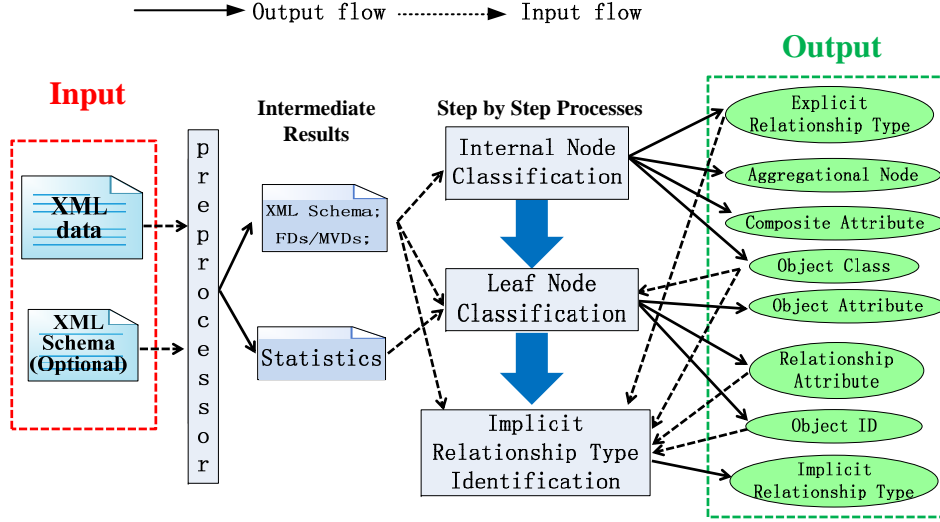 Output flow
Input flow
Input
XML
data
XML
Schema
(Optional)
preprocessor
Intermediate
Results
XML Schema;
FDs/MVDs;
Statistics
Step by Step Processes
Internal Node
Classification
Leaf Node
Classification
Implicit
Relationship Type
Identification
Output
Explicit
Relationship Type
Aggregational Node
Composite Attribute
Object Class
Object Attribute
Relationship
Attribute
Object ID
Implicit
Relationship Type